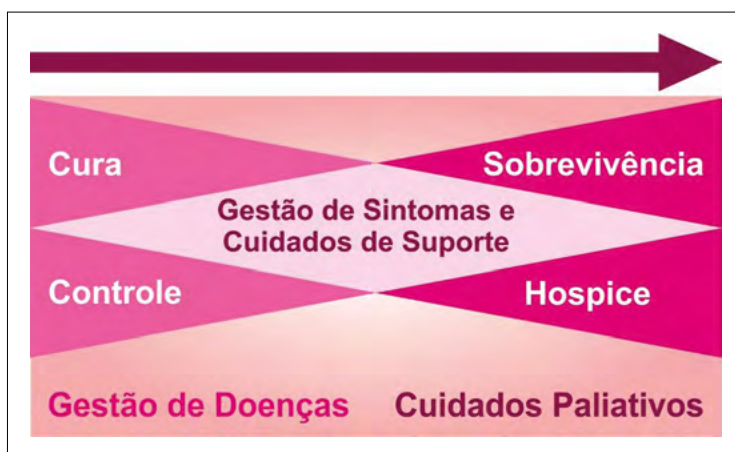 Cura
Sobrevivência
Gestão de Sintomas e
Cuidados de Suporte
Controle
Hospice
Gestão de Doenças
Cuidados Paliativos